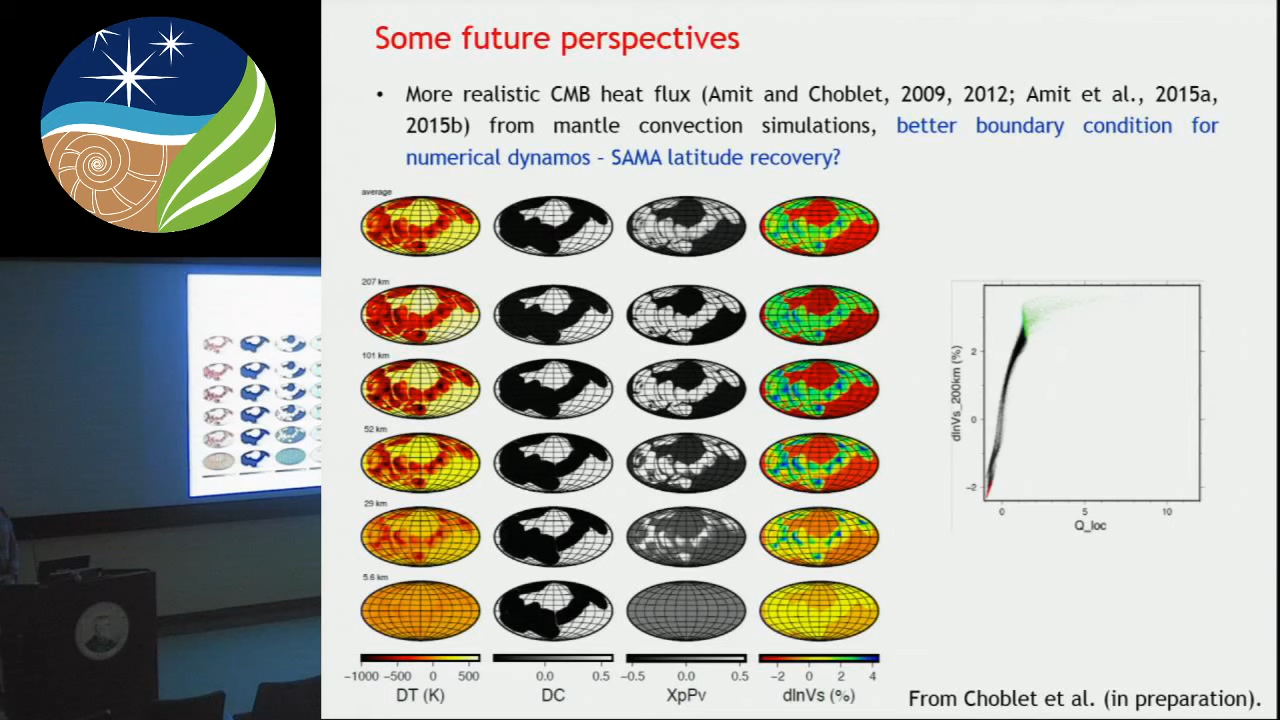 Some future perspectives
• More realistic CMB heat flux (Amit and Choblet, 2009, 2012; Amit et al., 2015a,
2015b) from mantle convection simulations, better boundary condition for
numerical dynamos – SAMA latitude recovery?
average
207 km
101 km
52 km
29 km
5.6 km
−1000 −500 0 500
DT (K)
0.0 0.5
DC
−0.5 0.0 0.5
XpPv
−2 0 2 4
dlnVs (%)
dlnVs_200km (%)
2
0
−2
0 5 10
Q_loc
From Choblet et al. (in preparation).